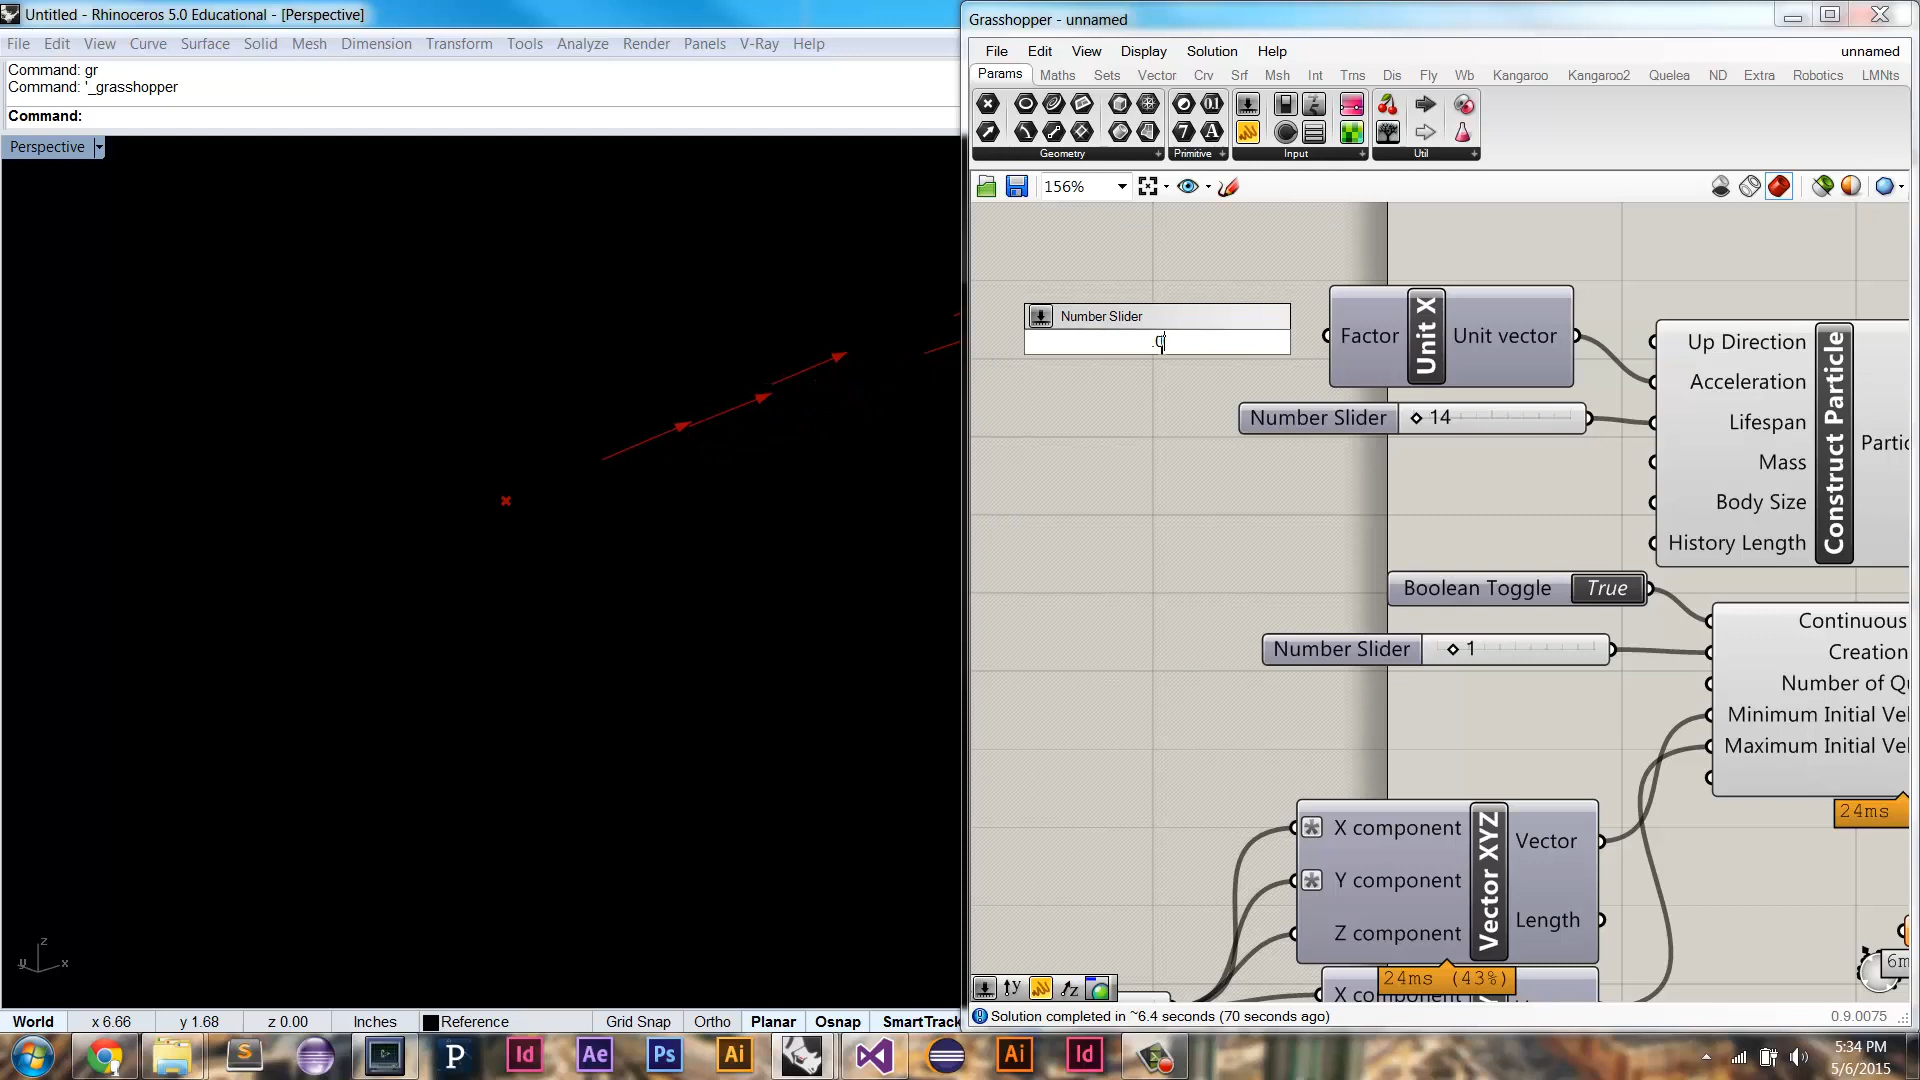 Untitled - Rhinoceros 5.0 Educational - [Perspective]
File Edit View Curve Surface Solid Mesh Dimension Transform Tools Analyze Render Panels V-Ray Help
Command: gr
Command: '_grasshopper
Command:
Perspective
z
y
x
World x 6.66 y 1.68 z 0.00 Inches Reference Grid Snap Ortho Planar Osnap SmartTrack
Grasshopper - unnamed
File Edit View Display Solution Help unnamed
Params Maths Sets Vector Crv Srf Msh Int Trns Dis Fly Wb Kangaroo Kangaroo2 Quelea ND Extra Robotics LMNts
Geometry Primitive Input Util
156%
Number Slider
.0
Factor Unit X Unit vector
Number Slider 14
Up Direction
Acceleration
Lifespan
Mass
Body Size
History Length
Construct Particle
Partic
Boolean Toggle True
Number Slider 1
Continuous
Creation
Number of Qu
Minimum Initial Vel
Maximum Initial Vel
24ms
X component
Y component
Z component
Vector XYZ
Vector
Length
24ms (43%)
X co
6m
Solution completed in ~6.4 seconds (70 seconds ago) 0.9.0075
5:34 PM
5/6/2015